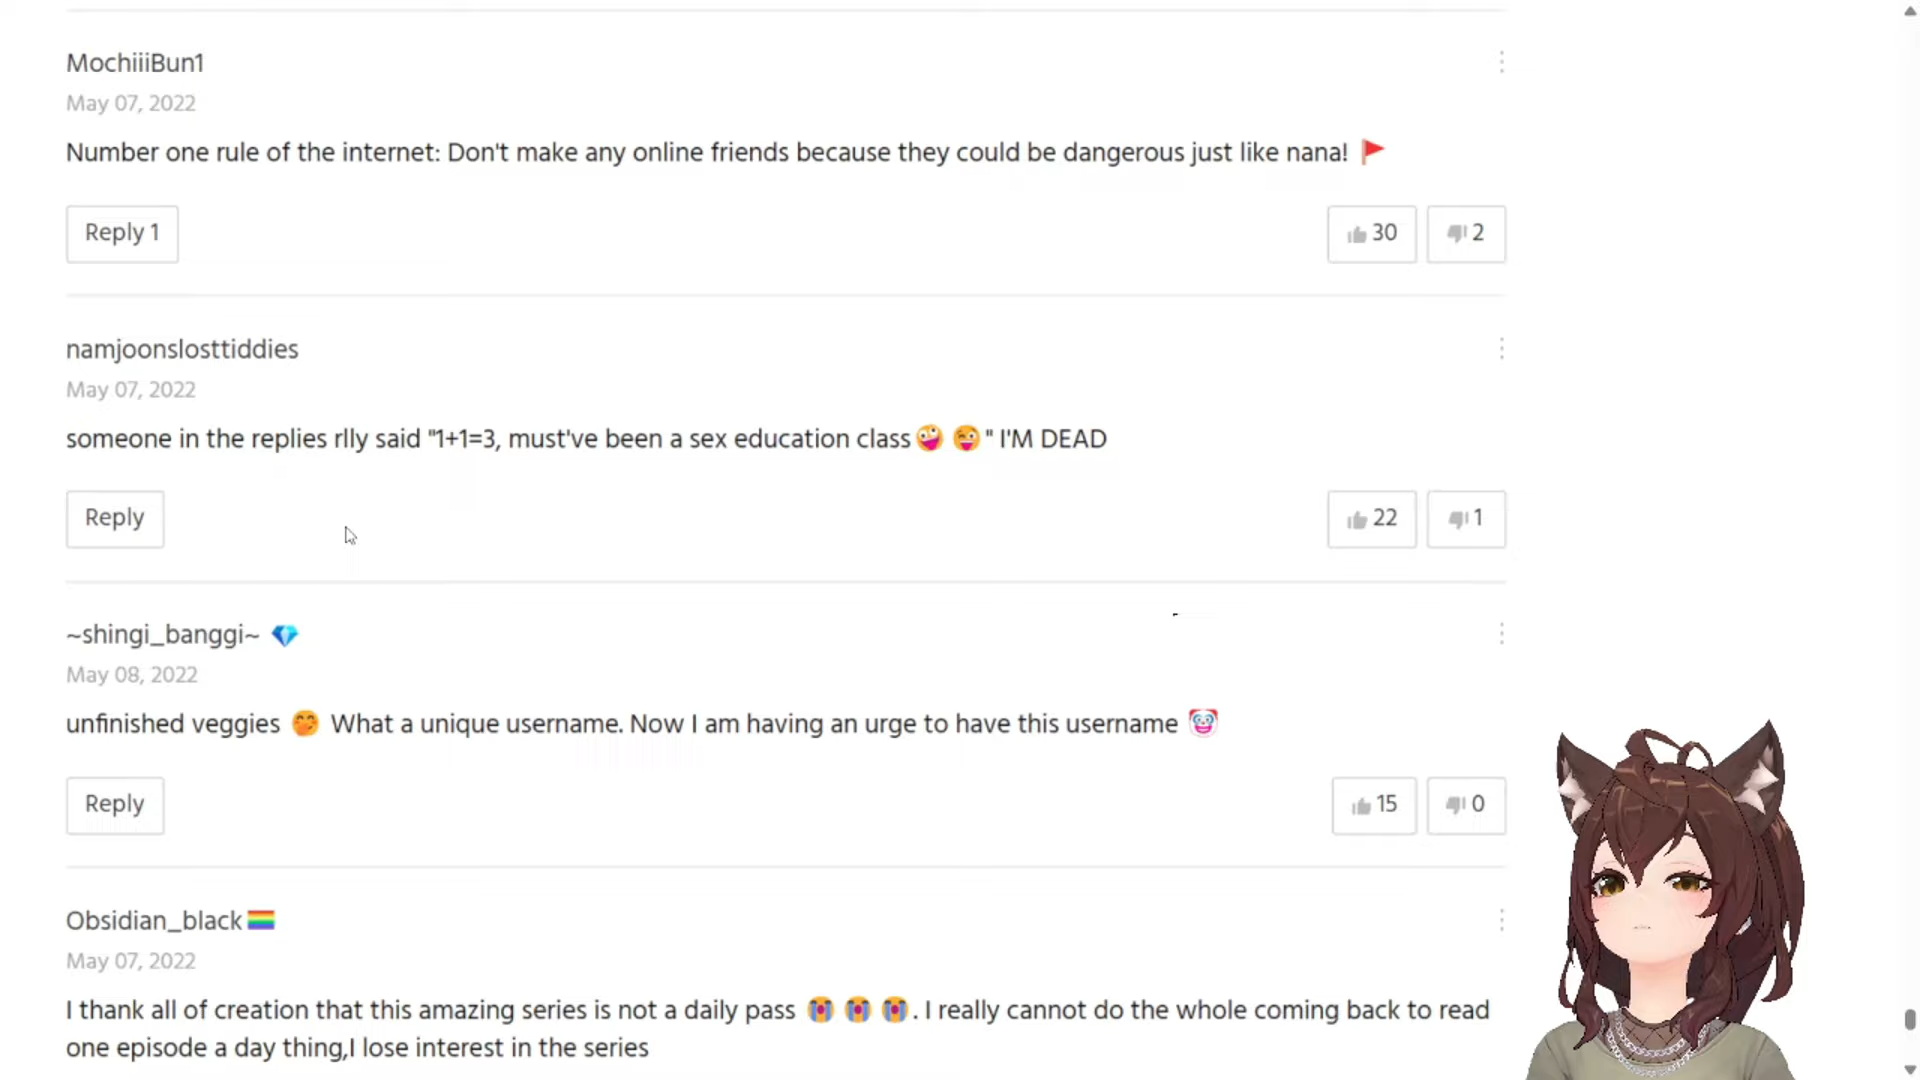 MochiiiBun1
May 07, 2022
Number one rule of the internet: Don't make any online friends because they could be dangerous just like nana! 🚩
Reply 1
30
2
namjoonslosttiddies
May 07, 2022
someone in the replies rlly said "1+1=3, must've been a sex education class🤪 😜" I'M DEAD
Reply
22
1
~shingi_banggi~ 💎
May 08, 2022
unfinished veggies 🤭 What a unique username. Now I am having an urge to have this username 🤡
Reply
15
0
Obsidian_black🏳️‍🌈
May 07, 2022
I thank all of creation that this amazing series is not a daily pass 😭 😭 😭. I really cannot do the whole coming back to read
one episode a day thing,I lose interest in the series